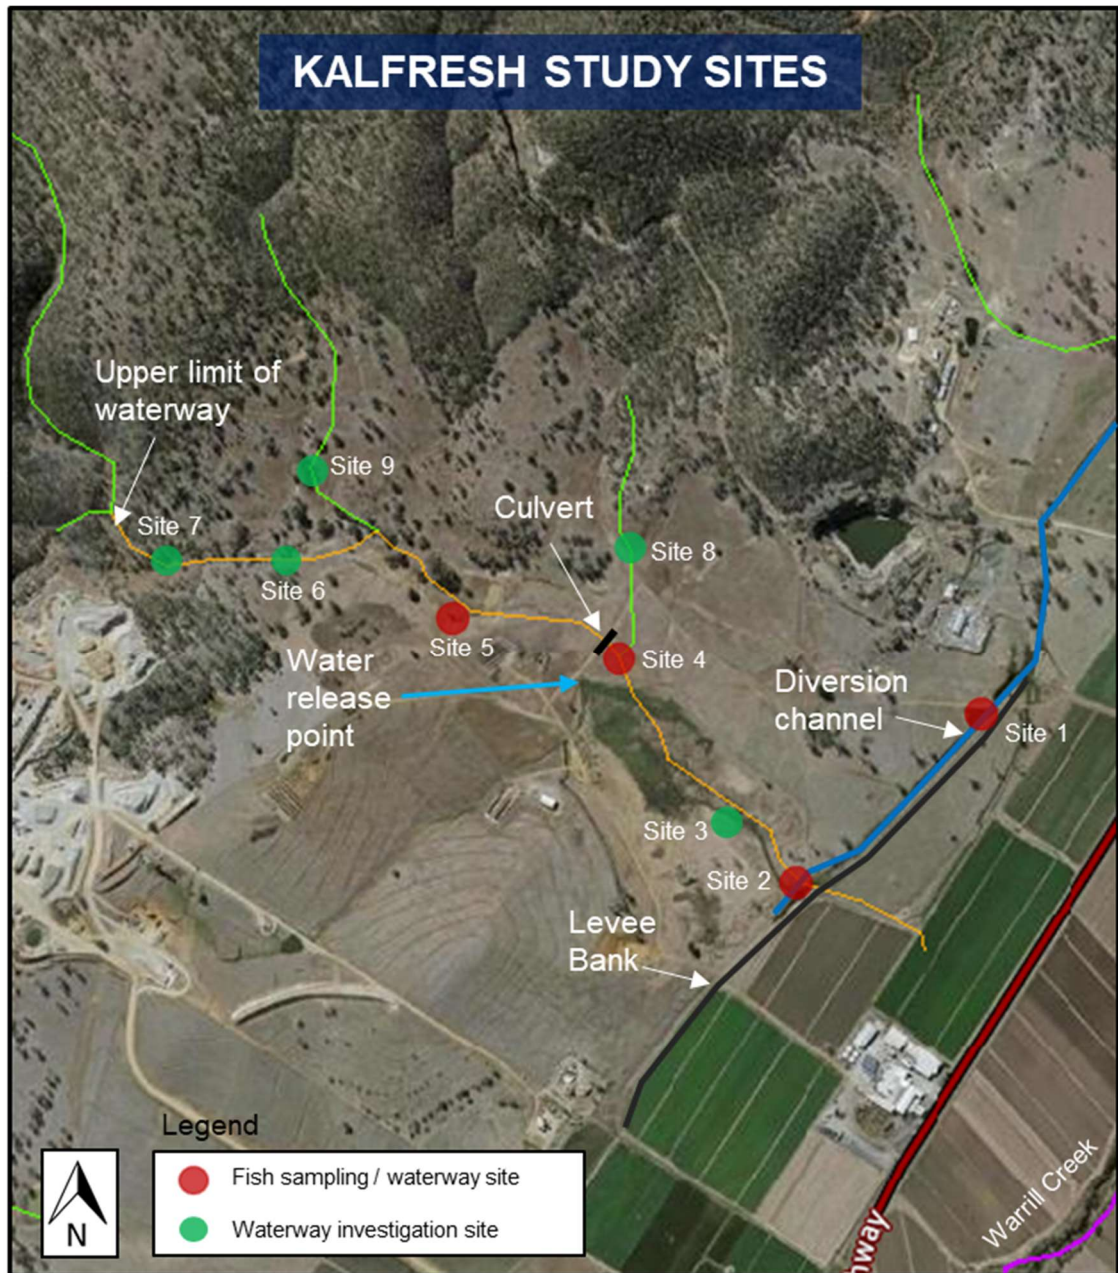 KALFRESH STUDY SITES
Upper limit of
waterway
Site 9
Site 7
Culvert
Site 8
Site 6
Site 5
Site 4
Water
release
point
Diversion
channel
Site 1
Site 3
Site 2
Levee
Bank
Legend
Fish sampling / waterway site
Waterway investigation site
N
hway
Warrill Creek